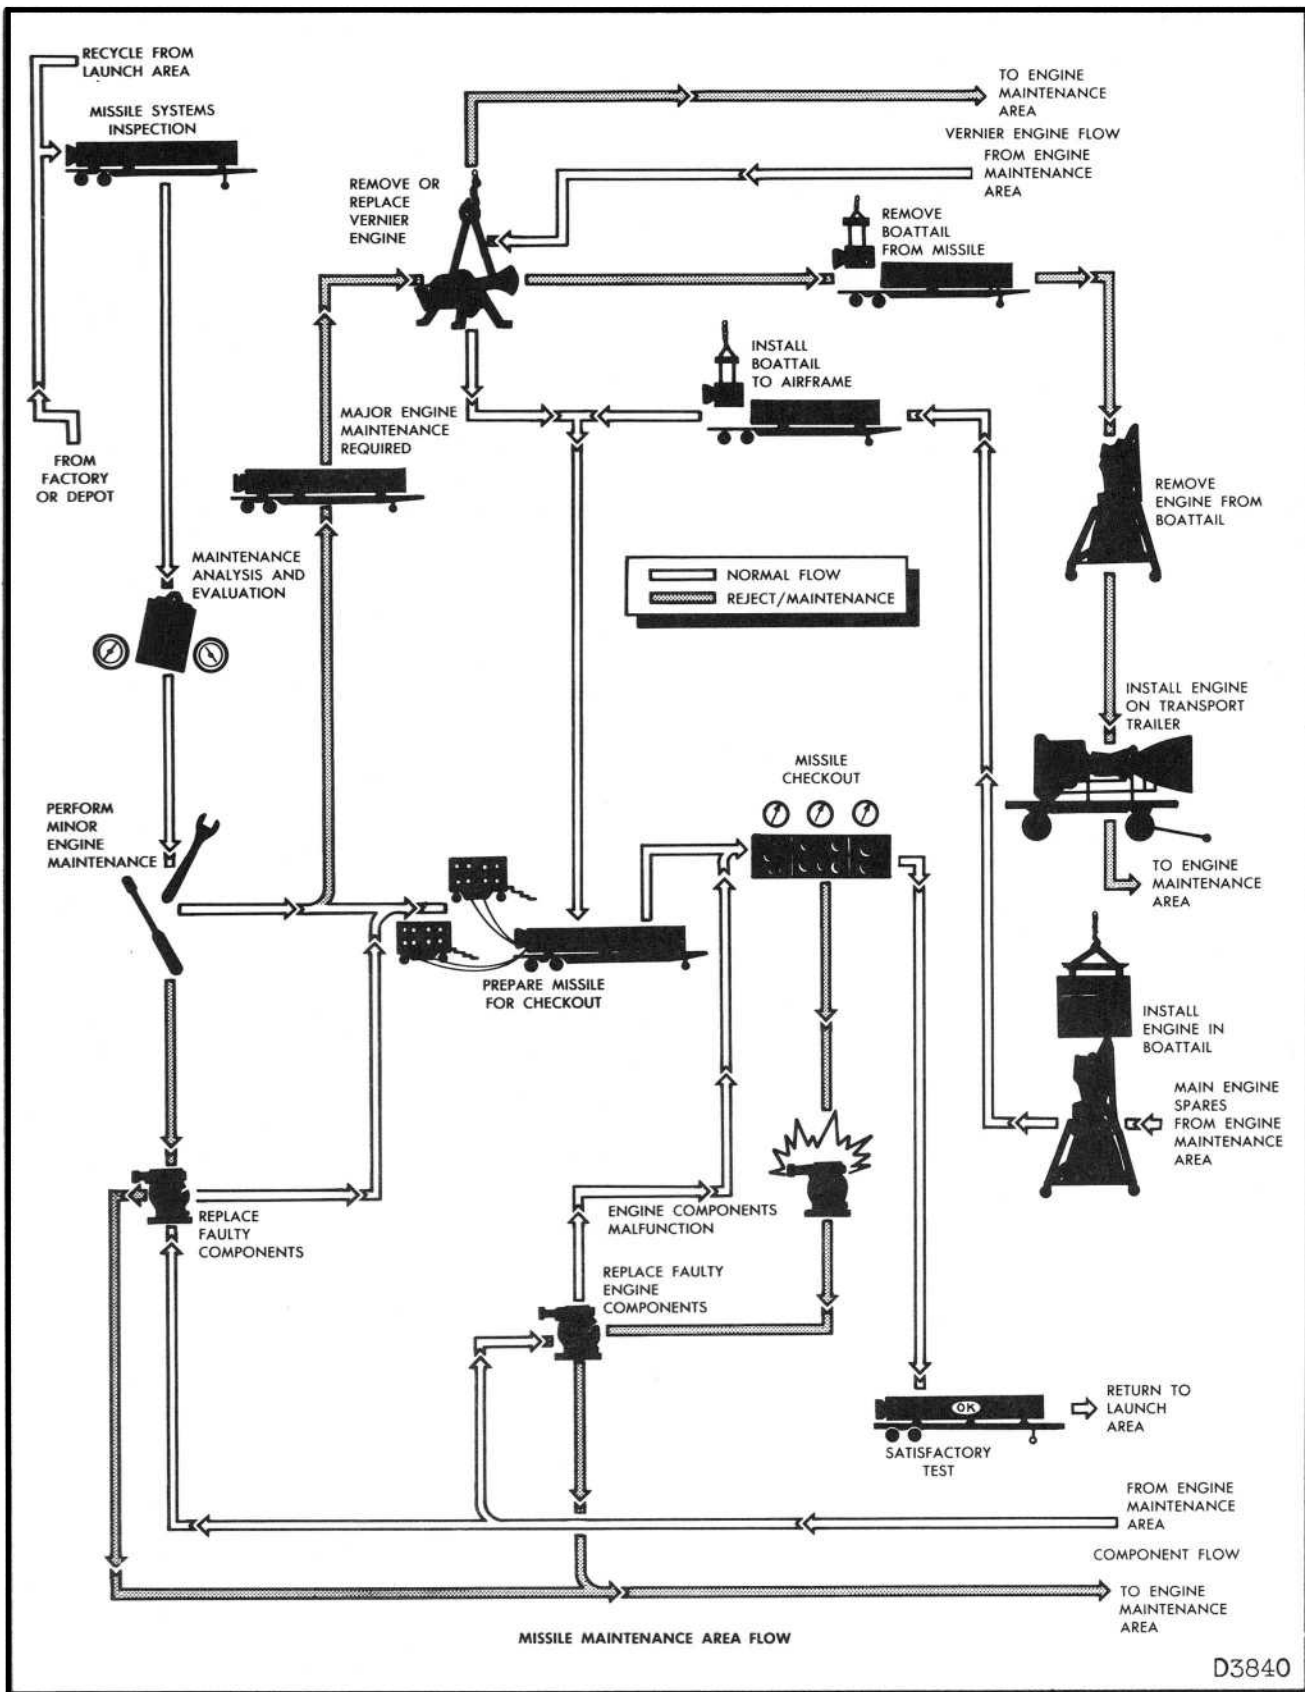 RECYCLE FROM
LAUNCH AREA
MISSILE SYSTEMS
INSPECTION
TO ENGINE
MAINTENANCE
AREA
VERNIER ENGINE FLOW
FROM ENGINE
MAINTENANCE
AREA
REMOVE OR
REPLACE
VERNIER
ENGINE
REMOVE
BOATTAIL
FROM MISSILE
INSTALL
BOATTAIL
TO AIRFRAME
MAJOR ENGINE
MAINTENANCE
REQUIRED
FROM
FACTORY
OR DEPOT
REMOVE
ENGINE FROM
BOATTAIL
MAINTENANCE
ANALYSIS AND
EVALUATION
NORMAL FLOW
REJECT/MAINTENANCE
INSTALL ENGINE
ON TRANSPORT
TRAILER
MISSILE
CHECKOUT
PERFORM
MINOR
ENGINE
MAINTENANCE
TO ENGINE
MAINTENANCE
AREA
PREPARE MISSILE
FOR CHECKOUT
INSTALL
ENGINE IN
BOATTAIL
MAIN ENGINE
SPARES
FROM ENGINE
MAINTENANCE
AREA
REPLACE
FAULTY
COMPONENTS
ENGINE COMPONENTS
MALFUNCTION
REPLACE FAULTY
ENGINE
COMPONENTS
OK
RETURN TO
LAUNCH
AREA
SATISFACTORY
TEST
FROM ENGINE
MAINTENANCE
AREA
COMPONENT FLOW
TO ENGINE
MAINTENANCE
AREA
MISSILE MAINTENANCE AREA FLOW
D3840